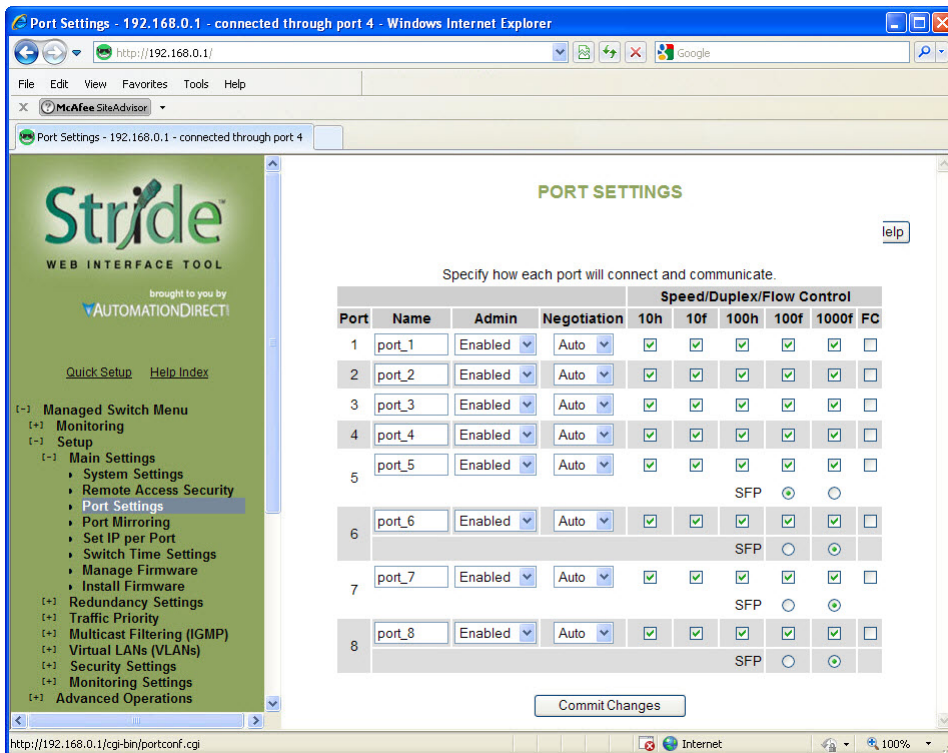 Port Settings - 192.168.0.1 - connected through port 4 - Windows Internet Explorer
http://192.168.0.1/
Google
File Edit View Favorites Tools Help
X McAfee SiteAdvisor
Port Settings - 192.168.0.1 - connected through port 4
Stride
WEB INTERFACE TOOL
brought to you by
AUTOMATIONDIRECT
Quick Setup Help Index
[-] Managed Switch Menu
[+] Monitoring
[-] Setup
[-] Main Settings
System Settings
Remote Access Security
Port Settings
Port Mirroring
Set IP per Port
Switch Time Settings
Manage Firmware
Install Firmware
[+] Redundancy Settings
[+] Traffic Priority
[+] Multicast Filtering (IGMP)
[+] Virtual LANs (VLANs)
[+] Security Settings
[+] Monitoring Settings
[+] Advanced Operations
PORT SETTINGS
elp
Specify how each port will connect and communicate.
Speed/Duplex/Flow Control
Port Name Admin Negotiation 10h 10f 100h 100f 1000f FC
1 port_1 Enabled Auto
2 port_2 Enabled Auto
3 port_3 Enabled Auto
4 port_4 Enabled Auto
5 port_5 Enabled Auto
SFP
6 port_6 Enabled Auto
SFP
7 port_7 Enabled Auto
SFP
8 port_8 Enabled Auto
SFP
Commit Changes
http://192.168.0.1/cgi-bin/portconf.cgi
Internet
100%